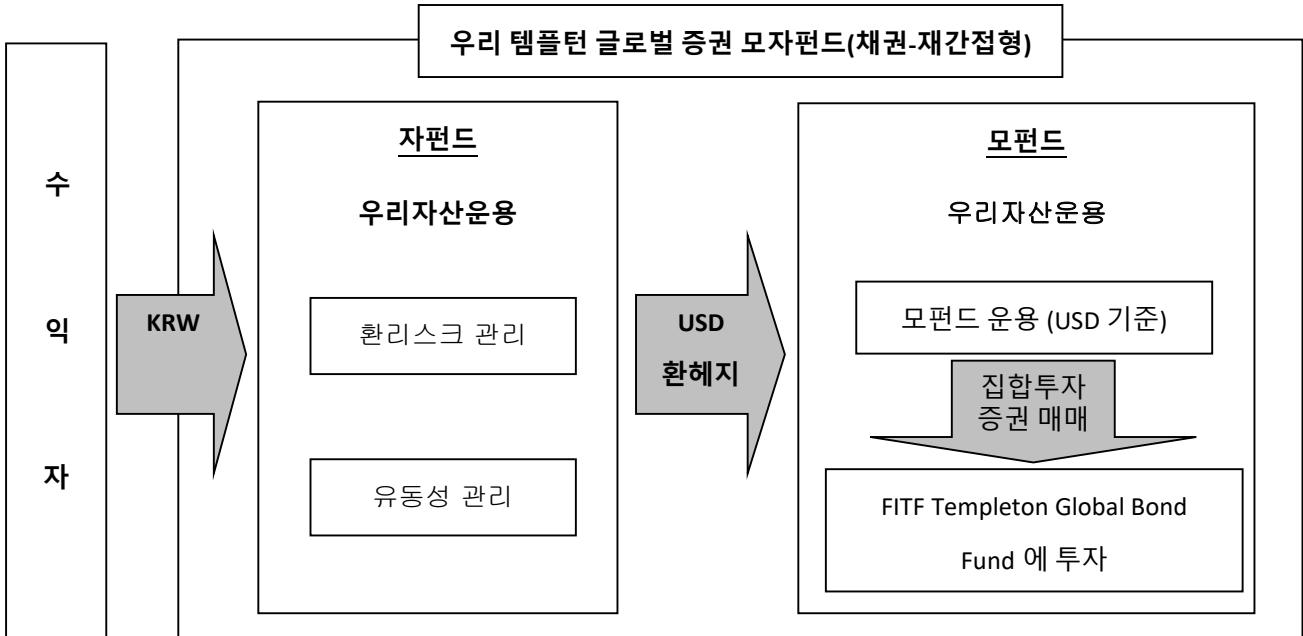 우리 템플턴 글로벌 증권 모자펀드(채권-재간접형)
수
익
자
KRW
자펀드
우리자산운용
환리스크 관리
유동성 관리
USD
환헤지
모펀드
우리자산운용
모펀드 운용 (USD 기준)
집합투자
증권 매매
FITF Templeton Global Bond
Fund 에 투자